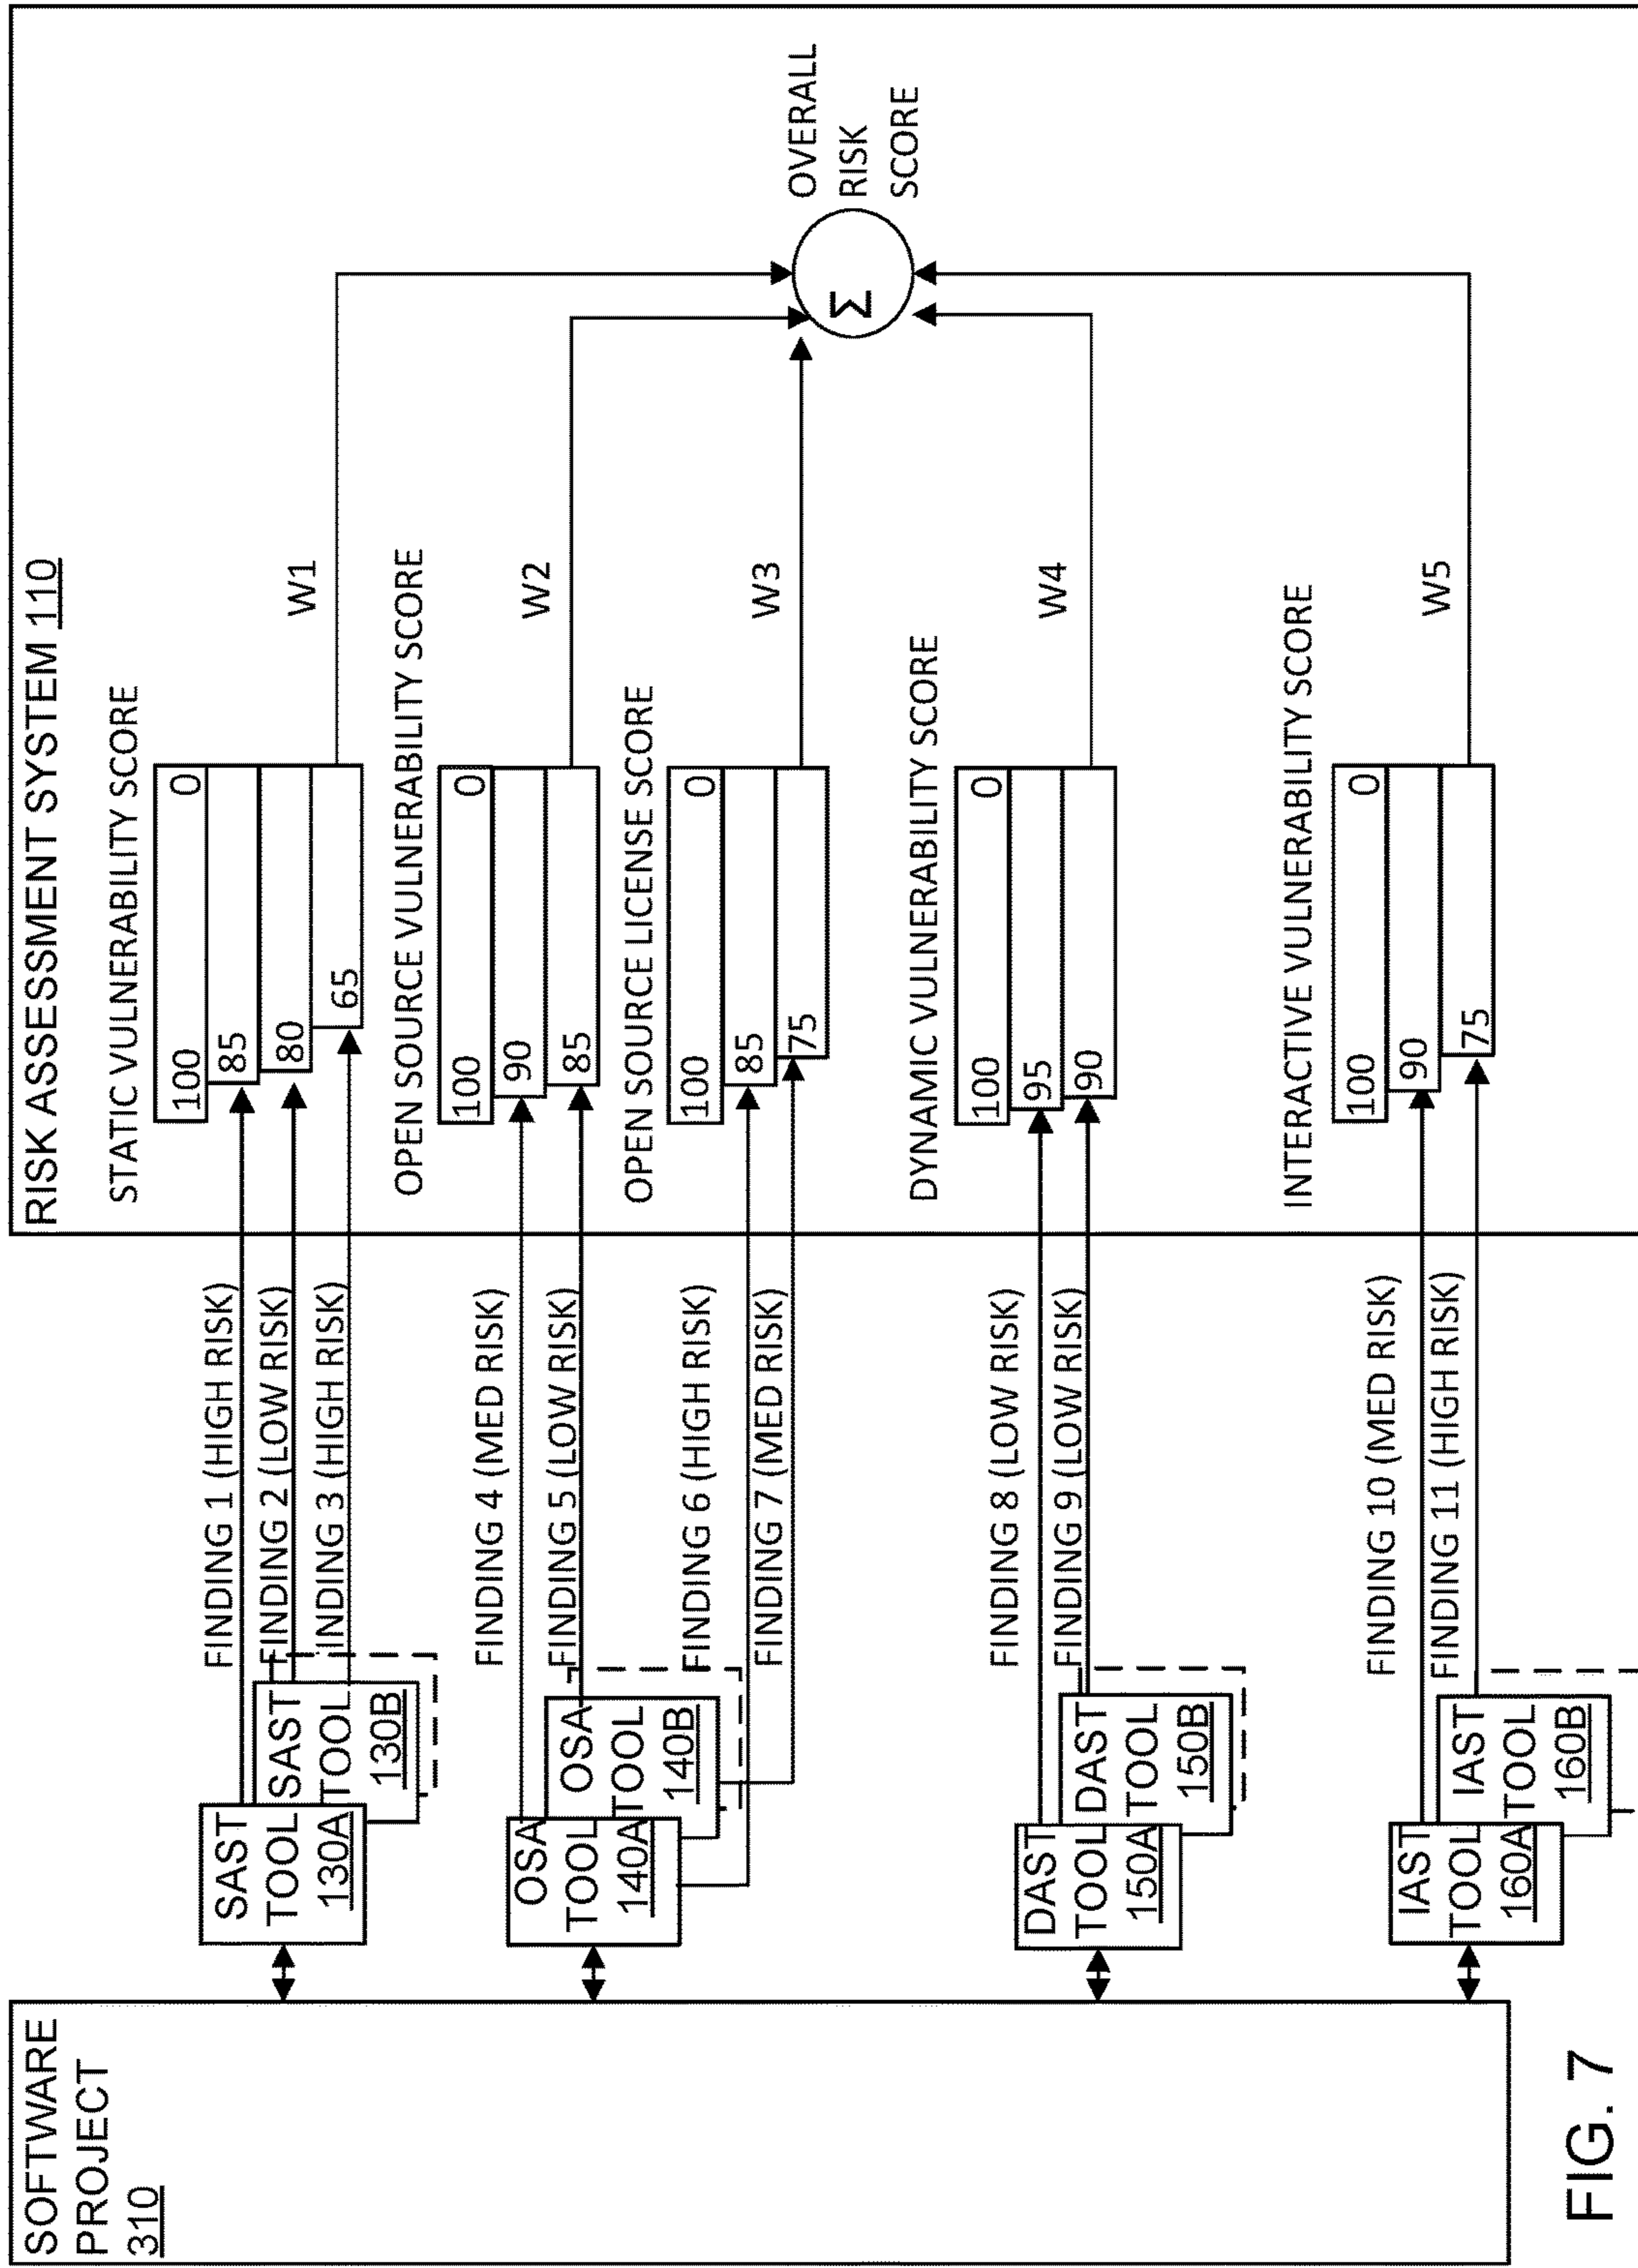 SOFTWARE
PROJECT
310
SAST
TOOL
130A
SAST
TOOL
130B
OSA
TOOL
140A
OSA
TOOL
140B
DAST
TOOL
150A
DAST
TOOL
150B
IAST
TOOL
160A
IAST
TOOL
160B
FINDING 1 (HIGH RISK)
FINDING 2 (LOW RISK)
FINDING 3 (HIGH RISK)
FINDING 4 (MED RISK)
FINDING 5 (LOW RISK)
FINDING 6 (HIGH RISK)
FINDING 7 (MED RISK)
FINDING 8 (LOW RISK)
FINDING 9 (LOW RISK)
FINDING 10 (MED RISK)
FINDING 11 (HIGH RISK)
RISK ASSESSMENT SYSTEM 110
STATIC VULNERABILITY SCORE
100 0
85
80
65
W1
OPEN SOURCE VULNERABILITY SCORE
100 0
90
85
W2
OPEN SOURCE LICENSE SCORE
100 0
85
75
W3
DYNAMIC VULNERABILITY SCORE
100 0
95
90
W4
INTERACTIVE VULNERABILITY SCORE
100 0
90
75
W5
Σ
OVERALL
RISK
SCORE
FIG. 7